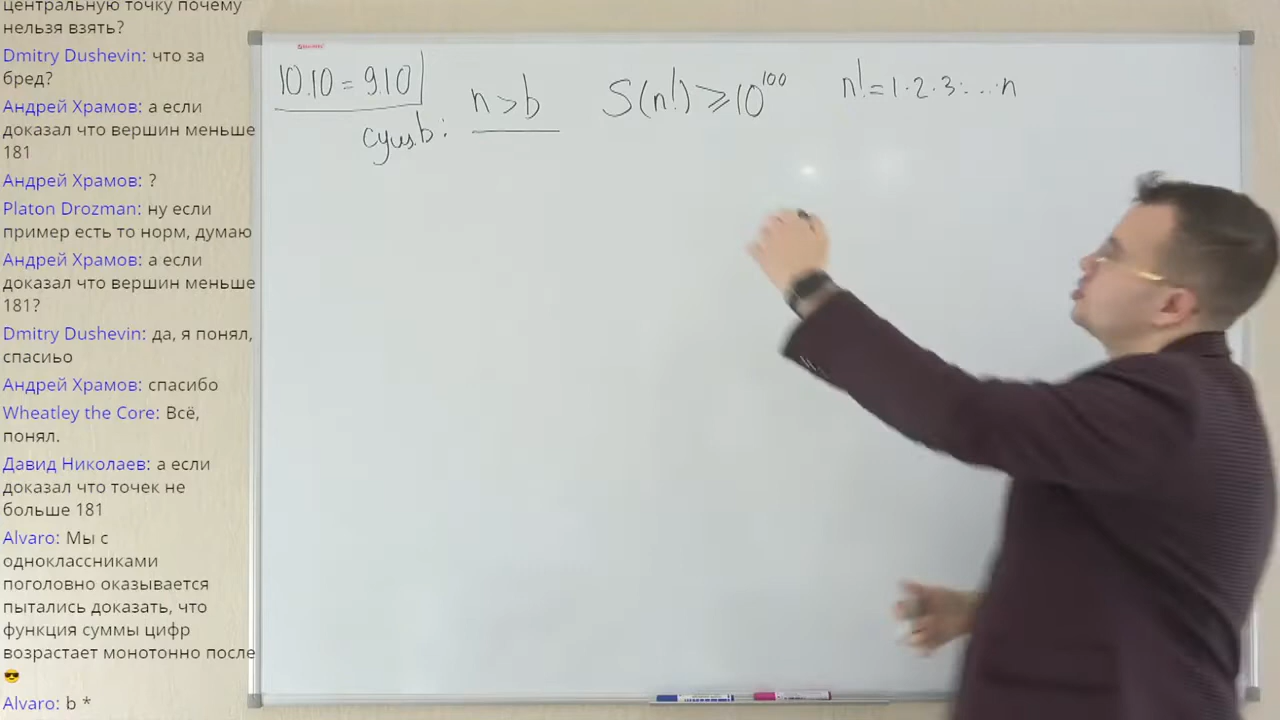 центральную точку почему
нельзя взять?
Dmitry Dushevin: что за
бред?
Андрей Храмов: а если
доказал что вершин меньше
181
Андрей Храмов: ?
Platon Drozman: ну если
пример есть то норм, думаю
Андрей Храмов: а если
доказал что вершин меньше
181?
Dmitry Dushevin: да, я понял,
спасиьо
Андрей Храмов: спасибо
Wheatley the Core: Всё,
понял.
Давид Николаев: а если
доказал что точек не
больше 181
Alvaro: Мы с
одноклассниками
поголовно оказывается
пытались доказать, что
функция суммы цифр
возрастает монотонно после
😎
Alvaro: b *
10.10 = 9.10
сущ. b: n > b
S(n!) ⩾ 10^100
n! = 1·2·3·...·n